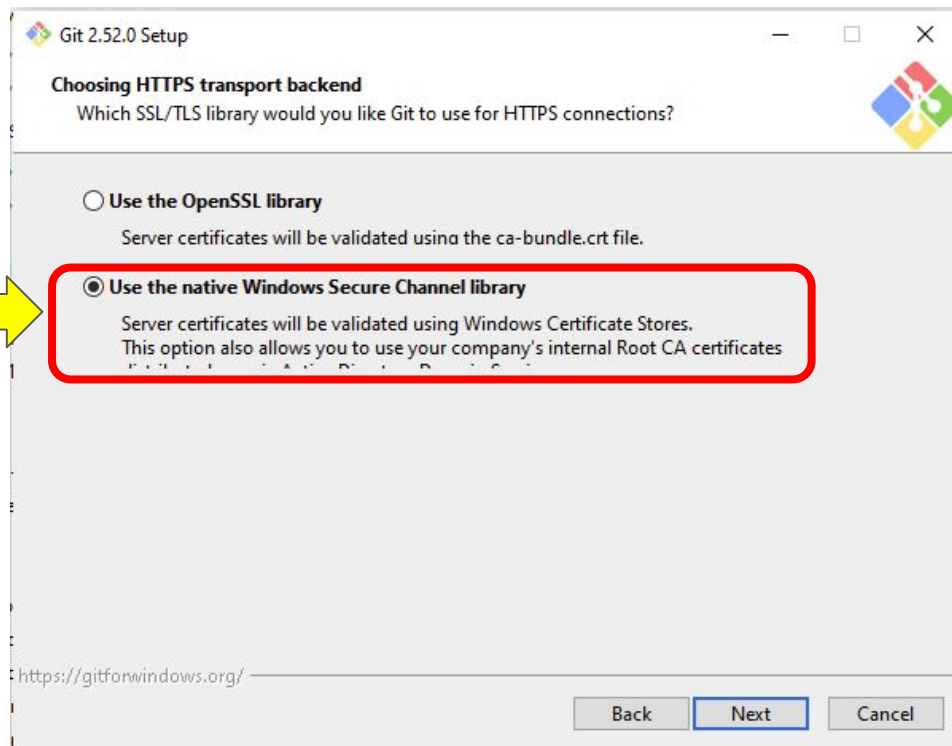 Git 2.52.0 Setup
Choosing HTTPS transport backend
Which SSL/TLS library would you like Git to use for HTTPS connections?
Use the OpenSSL library
Server certificates will be validated using the ca-bundle.crt file.
Use the native Windows Secure Channel library
Server certificates will be validated using Windows Certificate Stores.
This option also allows you to use your company's internal Root CA certificates
https://gitforwindows.org/
Back Next Cancel